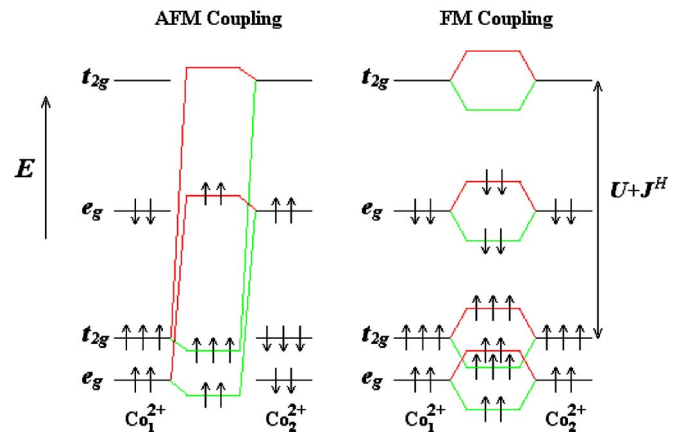 AFM Coupling
FM Coupling
t2g
t2g
E
eg
eg
U+J^H
t2g
t2g
eg
eg
Co1^2+
Co2^2+
Co1^2+
Co2^2+